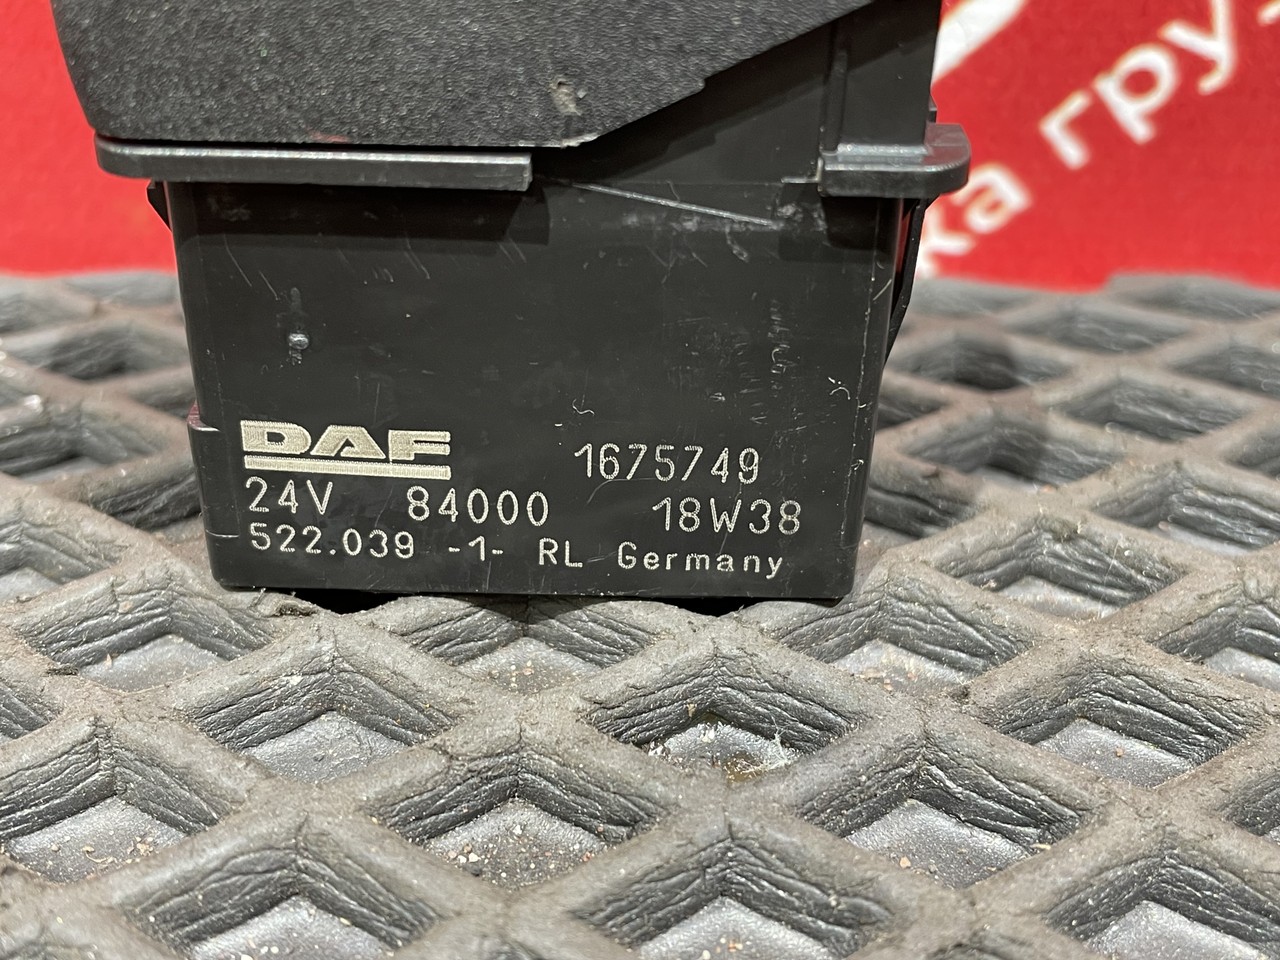 DAF 1675749
24V 84000 18W38
522.039 -1- RL Germany